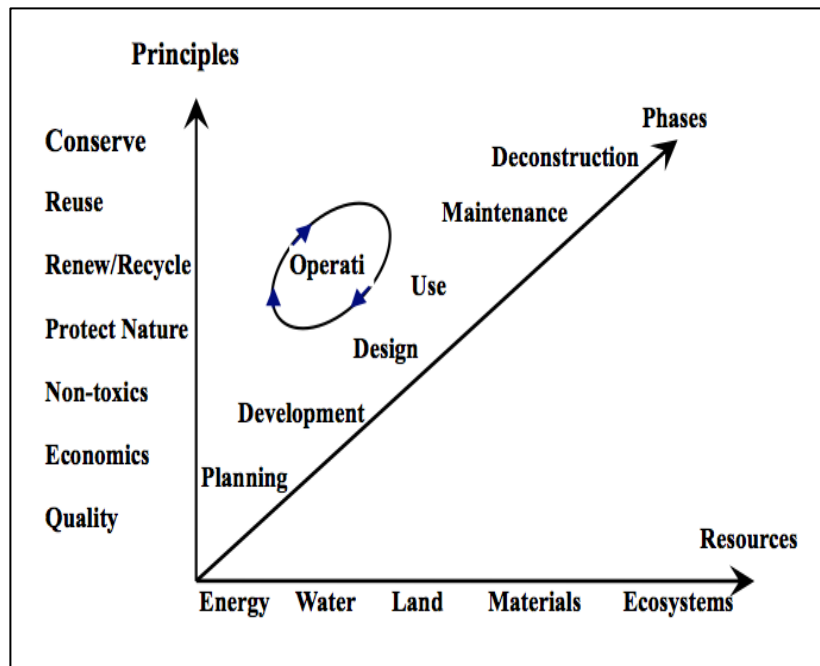 Principles
Phases
Conserve
Deconstruction
Reuse
Maintenance
Renew/Recycle
Operati
Use
Protect Nature
Design
Non-toxics
Development
Economics
Planning
Quality
Resources
Energy Water Land Materials Ecosystems